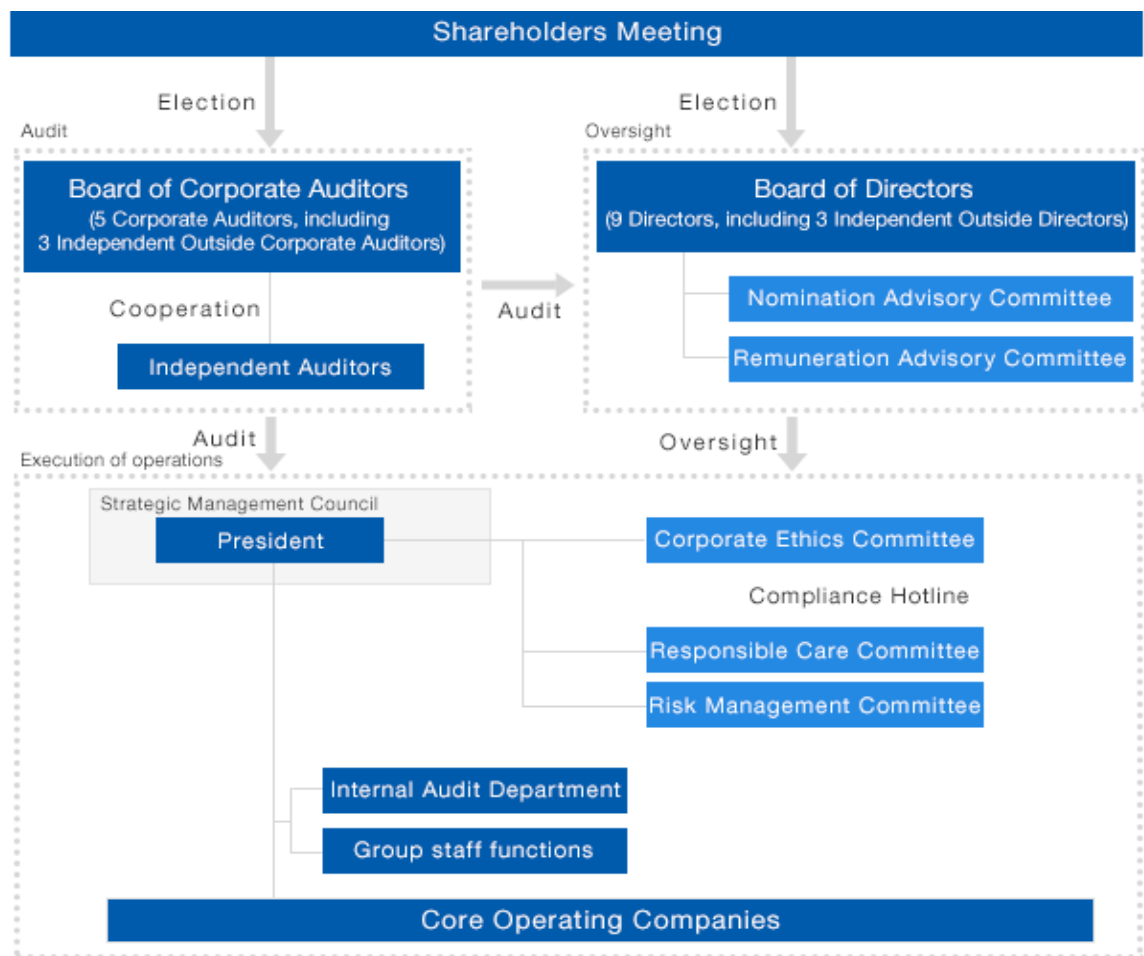 Shareholders Meeting
Election
Election
Audit
Oversight
Board of Corporate Auditors
(5 Corporate Auditors, including
3 Independent Outside Corporate Auditors)
Board of Directors
(9 Directors, including 3 Independent Outside Directors)
Cooperation
Audit
Nomination Advisory Committee
Independent Auditors
Remuneration Advisory Committee
Audit
Oversight
Execution of operations
Strategic Management Council
President
Corporate Ethics Committee
Compliance Hotline
Responsible Care Committee
Risk Management Committee
Internal Audit Department
Group staff functions
Core Operating Companies